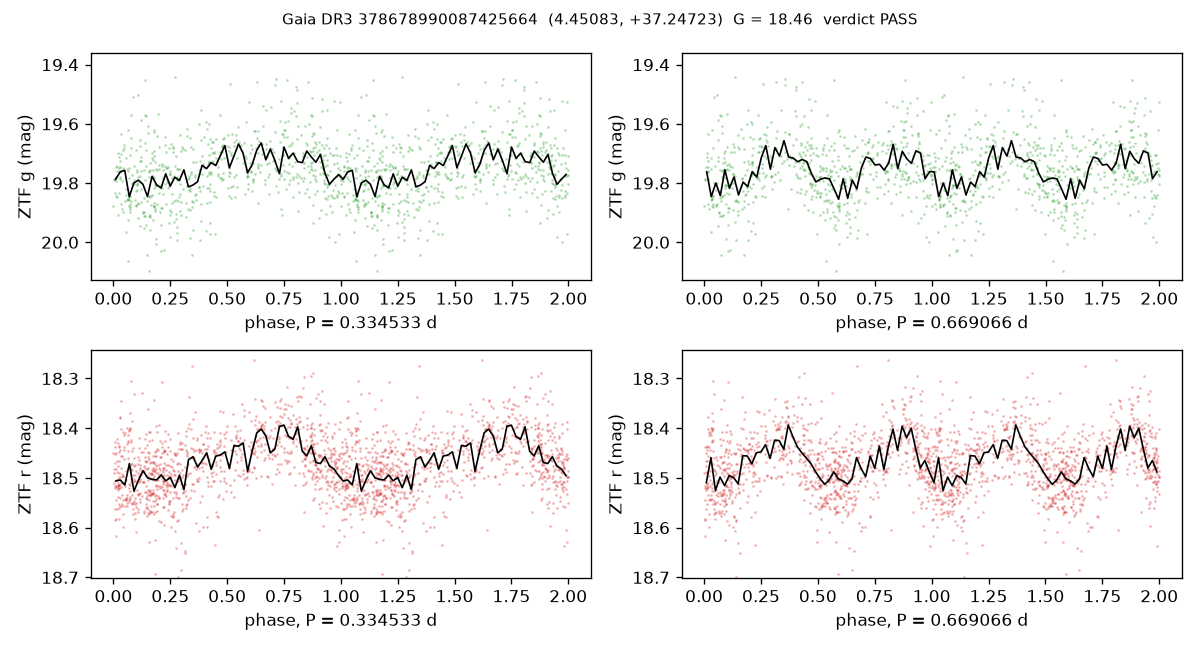 Gaia DR3 378678990087425664  (4.45083, +37.24723)  G = 18.46  verdict PASS
ZTF g (mag)
19.4
19.6
19.8
20.0
0.00 0.25 0.50 0.75 1.00 1.25 1.50 1.75 2.00
phase, P = 0.334533 d
ZTF g (mag)
19.4
19.6
19.8
20.0
0.00 0.25 0.50 0.75 1.00 1.25 1.50 1.75 2.00
phase, P = 0.669066 d
ZTF r (mag)
18.3
18.4
18.5
18.6
18.7
0.00 0.25 0.50 0.75 1.00 1.25 1.50 1.75 2.00
phase, P = 0.334533 d
ZTF r (mag)
18.3
18.4
18.5
18.6
18.7
0.00 0.25 0.50 0.75 1.00 1.25 1.50 1.75 2.00
phase, P = 0.669066 d